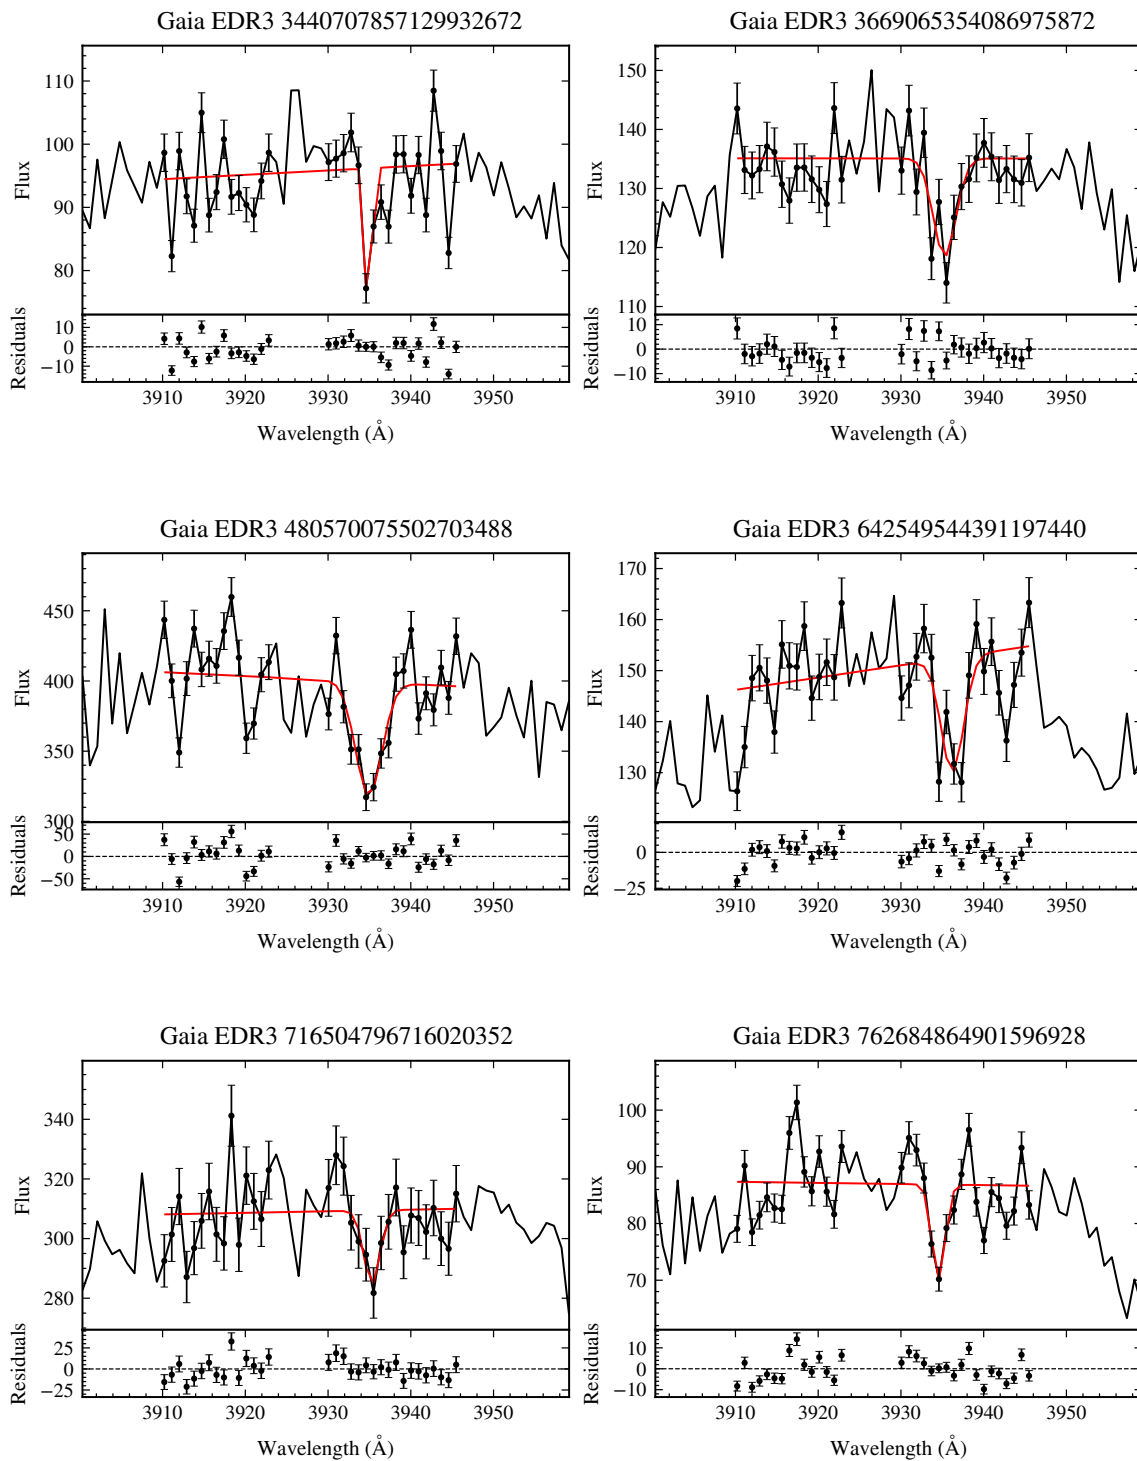 Gaia EDR3 3440707857129932672
Flux
110
100
90
80
Residuals
10
0
−10
3910 3920 3930 3940 3950
Wavelength (Å)
Gaia EDR3 3669065354086975872
Flux
150
140
130
120
110
Residuals
10
0
−10
3910 3920 3930 3940 3950
Wavelength (Å)
Gaia EDR3 480570075502703488
Flux
450
400
350
300
Residuals
50
0
−50
3910 3920 3930 3940 3950
Wavelength (Å)
Gaia EDR3 642549544391197440
Flux
170
160
150
140
130
Residuals
0
−25
3910 3920 3930 3940 3950
Wavelength (Å)
Gaia EDR3 716504796716020352
Flux
340
320
300
280
Residuals
25
0
−25
3910 3920 3930 3940 3950
Wavelength (Å)
Gaia EDR3 762684864901596928
Flux
100
90
80
70
Residuals
10
0
−10
3910 3920 3930 3940 3950
Wavelength (Å)